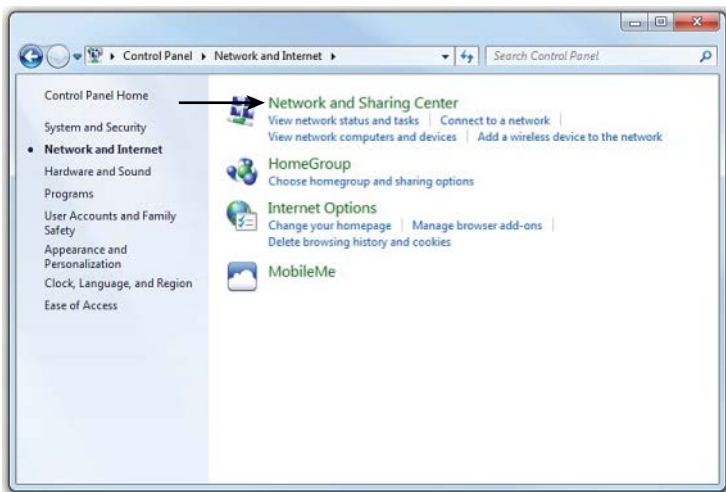 Control Panel Network and Internet Search Control Panel
Control Panel Home
System and Security
Network and Internet
Hardware and Sound
Programs
User Accounts and Family
Safety
Appearance and
Personalization
Clock, Language, and Region
Ease of Access
Network and Sharing Center
View network status and tasks Connect to a network
View network computers and devices Add a wireless device to the network
HomeGroup
Choose homegroup and sharing options
Internet Options
Change your homepage Manage browser add-ons
Delete browsing history and cookies
MobileMe